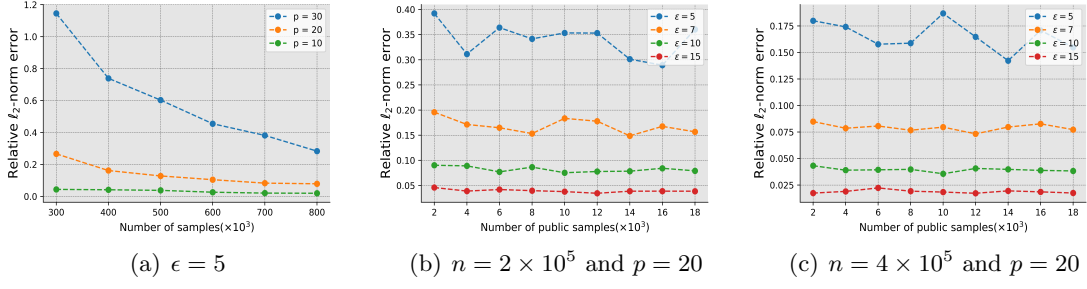 1.2
1.0
0.8
0.6
0.4
0.2
0.0
Relative ℓ₂-norm error
p = 30
p = 20
p = 10
300 400 500 600 700 800
Number of samples(×10³)
(a) ϵ = 5
0.40
0.35
0.30
0.25
0.20
0.15
0.10
0.05
Relative ℓ₂-norm error
ε = 5
ε = 7
ε = 10
ε = 15
2 4 6 8 10 12 14 16 18
Number of public samples(×10³)
(b) n = 2 × 10⁵ and p = 20
0.175
0.150
0.125
0.100
0.075
0.050
0.025
Relative ℓ₂-norm error
ε = 5
ε = 7
ε = 10
ε = 15
2 4 6 8 10 12 14 16 18
Number of public samples(×10³)
(c) n = 4 × 10⁵ and p = 20